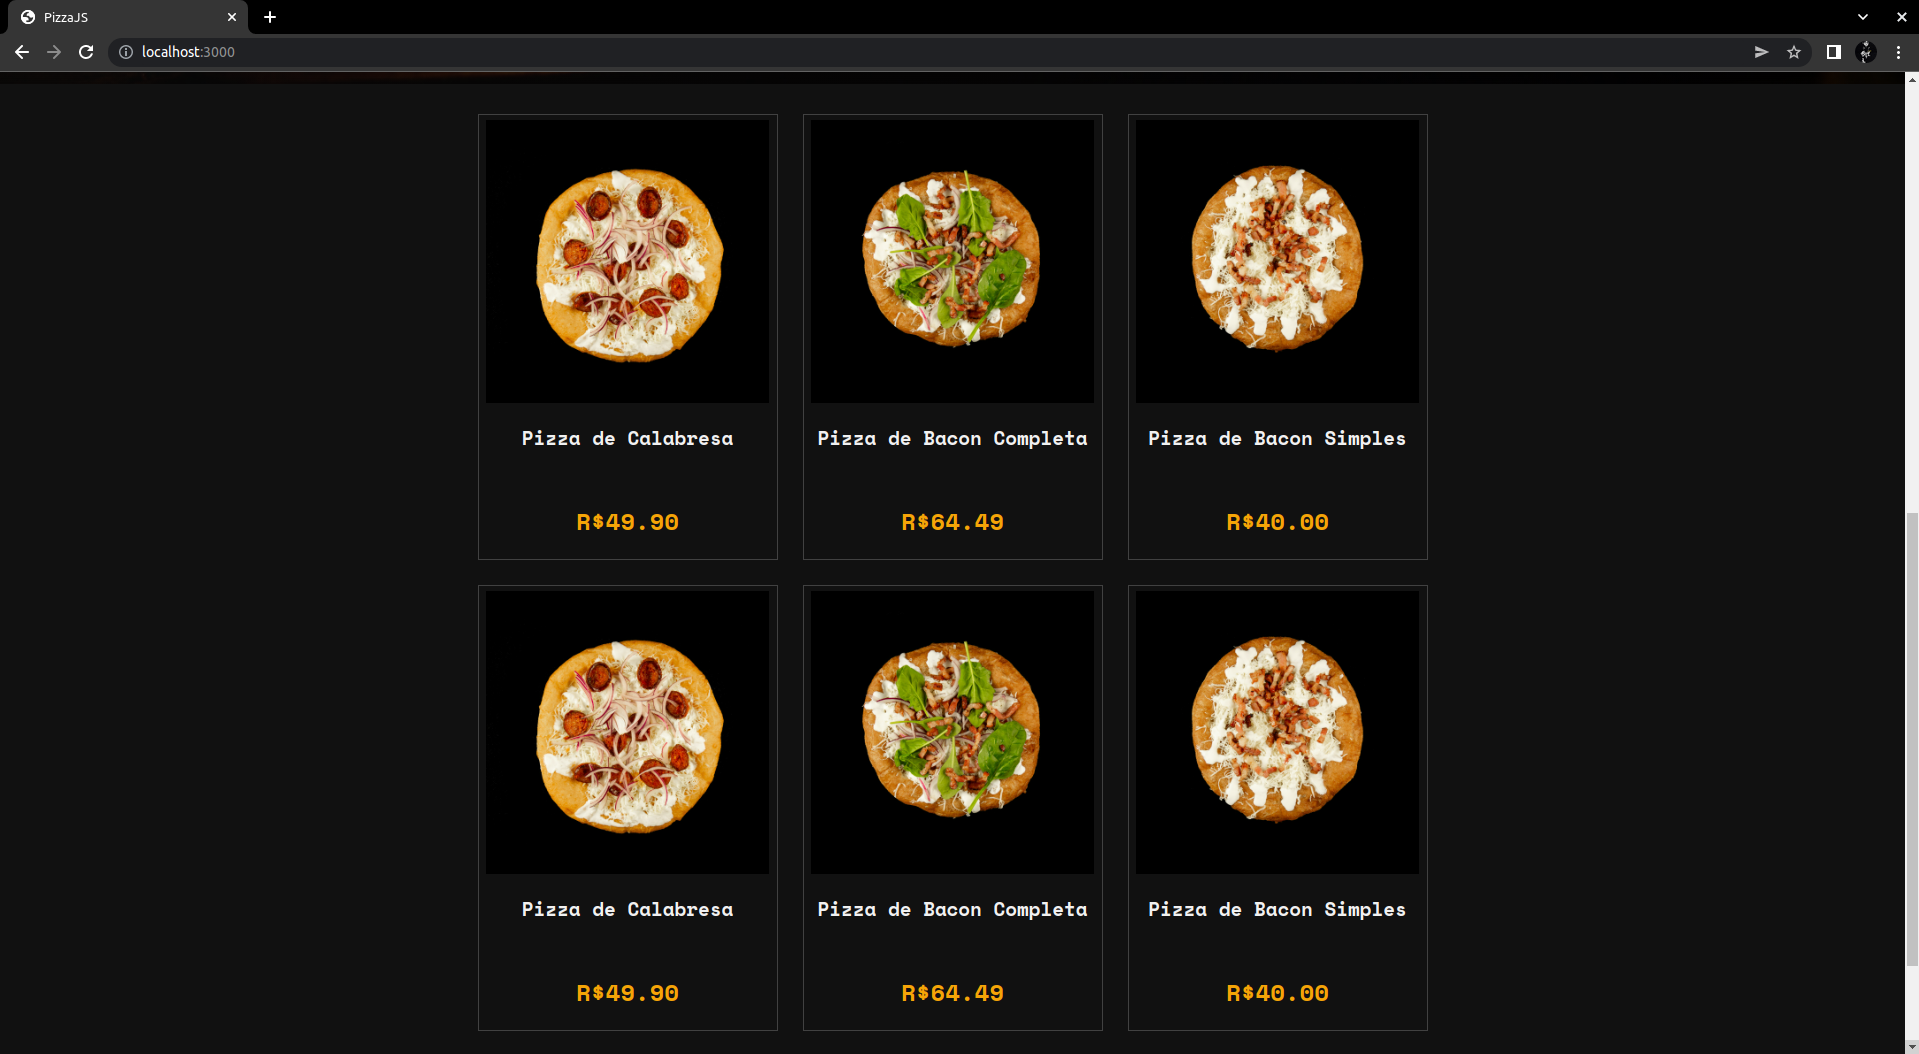 PizzaJS
localhost:3000
Pizza de Calabresa
Pizza de Bacon Completa
Pizza de Bacon Simples
R$49.90
R$64.49
R$40.00
Pizza de Calabresa
Pizza de Bacon Completa
Pizza de Bacon Simples
R$49.90
R$64.49
R$40.00